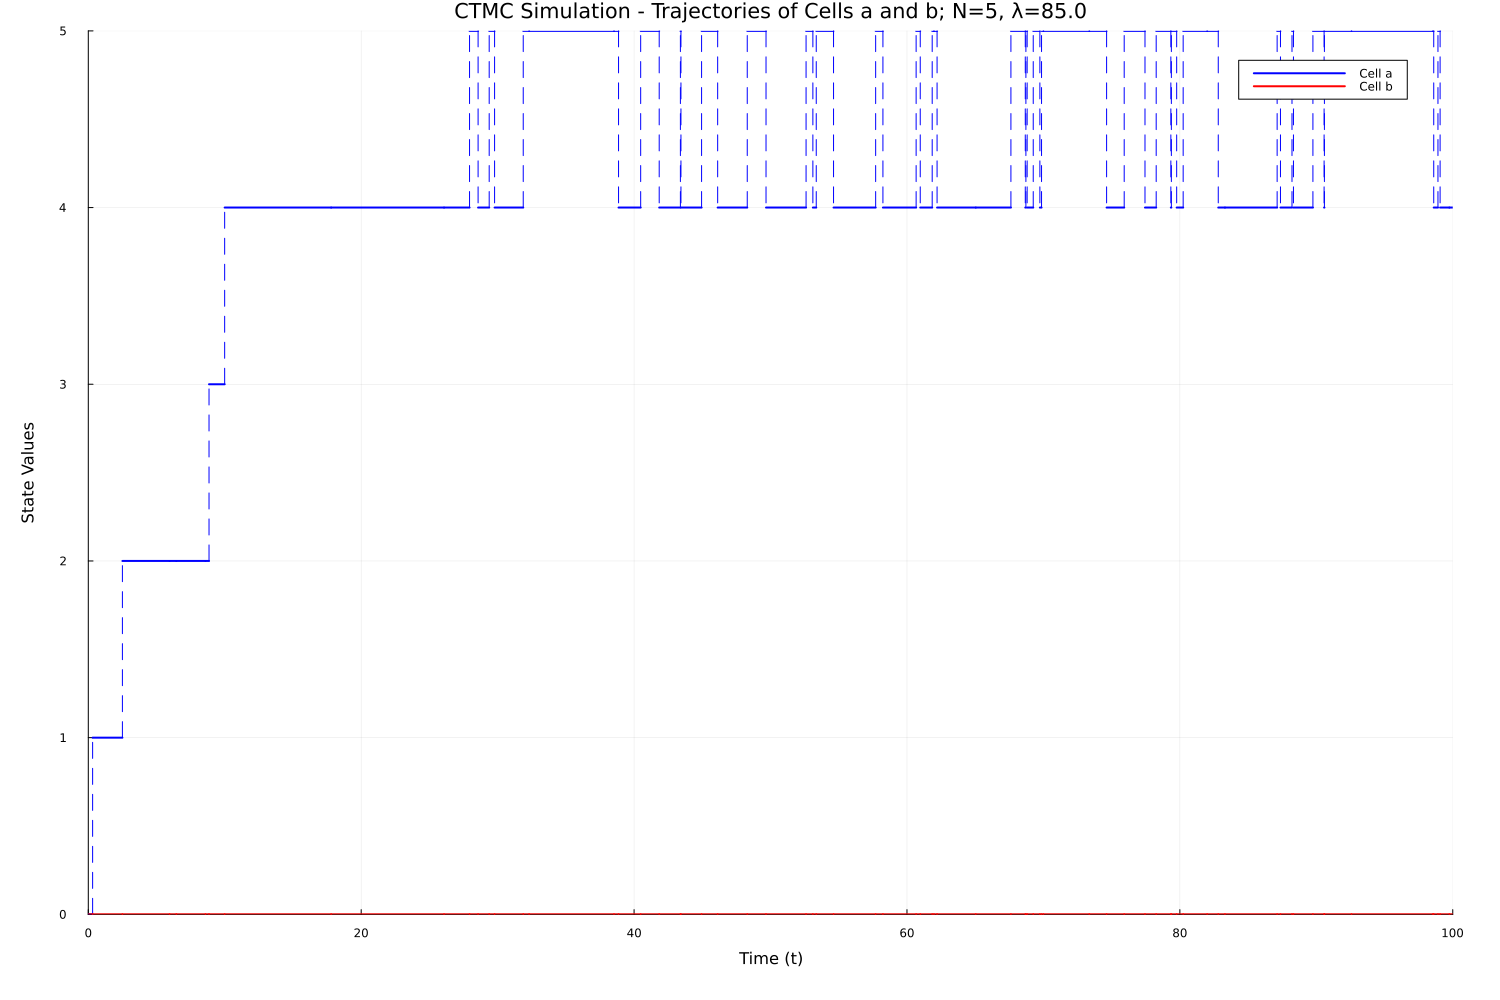 CTMC Simulation - Trajectories of Cells a and b; N=5, λ=85.0
5
Cell a
Cell b
4
3
State Values
2
1
0
0 20 40 60 80 100
Time (t)